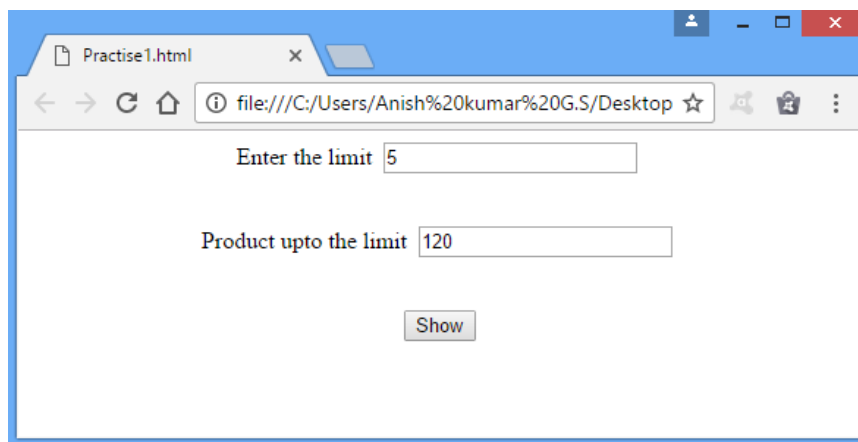 Practise1.html
file:///C:/Users/Anish%20kumar%20G.S/Desktop
Enter the limit 5
Product upto the limit 120
Show